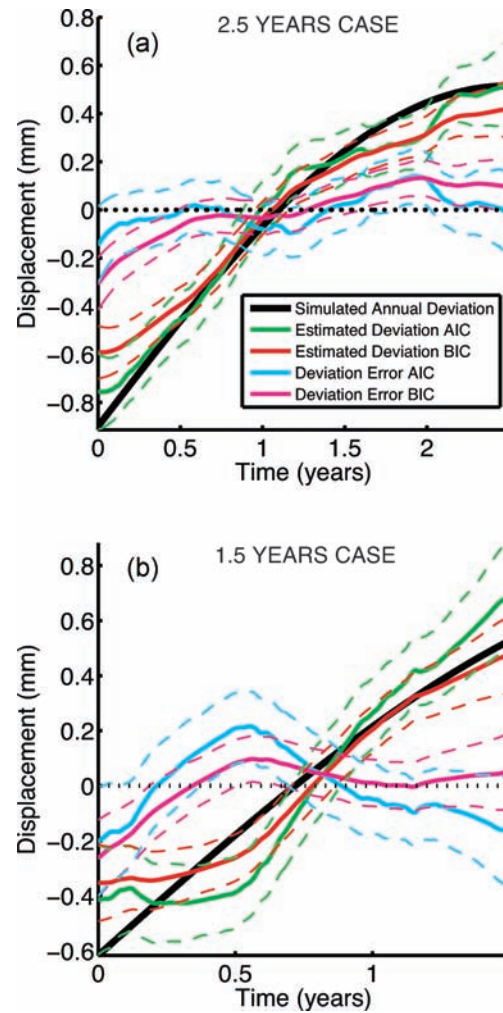 (a) 2.5 YEARS CASE
0.8
0.6
0.4
0.2
0
-0.2
-0.4
-0.6
-0.8
Displacement (mm)
Simulated Annual Deviation
Estimated Deviation AIC
Estimated Deviation BIC
Deviation Error AIC
Deviation Error BIC
0 0.5 1 1.5 2
Time (years)
(b) 1.5 YEARS CASE
0.8
0.6
0.4
0.2
0
-0.2
-0.4
-0.6
Displacement (mm)
0 0.5 1
Time (years)